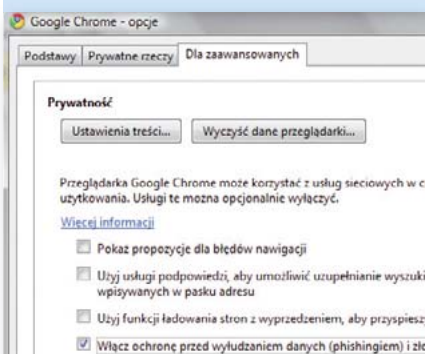 Google Chrome - opcje
Podstawy Prywatne rzeczy Dla zaawansowanych
Prywatność
Ustawienia treści... Wyczyść dane przeglądarki...
Przeglądarka Google Chrome może korzystać z usług sieciowych w c
użytkowania. Usługi te można opcjonalnie wyłączyć.
Więcej informacji
Pokaż propozycje dla błędów nawigacji
Użyj usługi podpowiedzi, aby umożliwić uzupełnianie wyszuki
wpisywanych w pasku adresu
Użyj funkcji ładowania stron z wyprzedzeniem, aby przyspiesz
Włącz ochronę przed wyłudzaniem danych (phishingiem) i zło